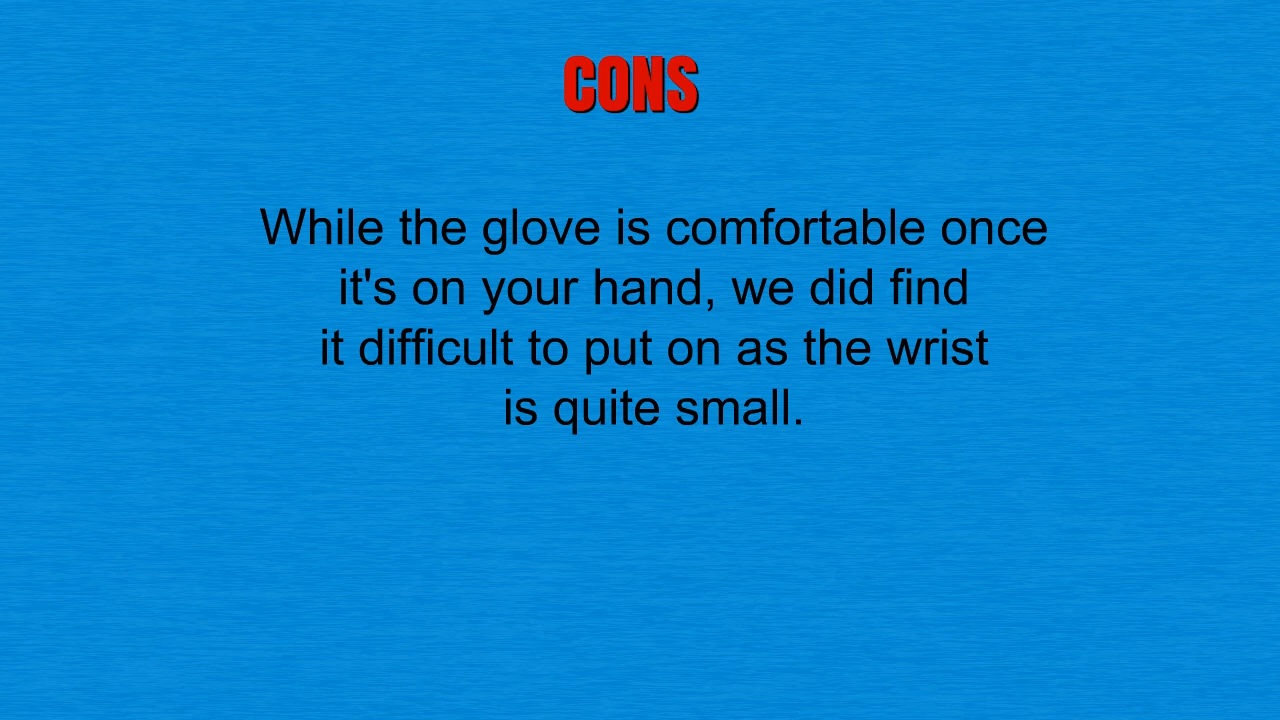 CONS
While the glove is comfortable once
it's on your hand, we did find
it difficult to put on as the wrist
is quite small.